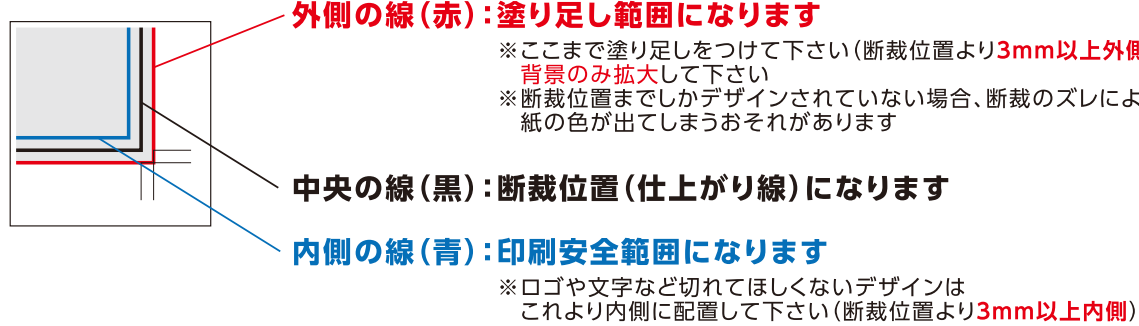 外側の線（赤）：塗り足し範囲になります
※ここまで塗り足しをつけて下さい（断裁位置より3mm以上外側
背景のみ拡大して下さい
※断裁位置までしかデザインされていない場合、断裁のズレによ
紙の色が出てしまうおそれがあります
中央の線（黒）：断裁位置（仕上がり線）になります
内側の線（青）：印刷安全範囲になります
※ロゴや文字など切れてほしくないデザインは
これより内側に配置して下さい（断裁位置より3mm以上内側）